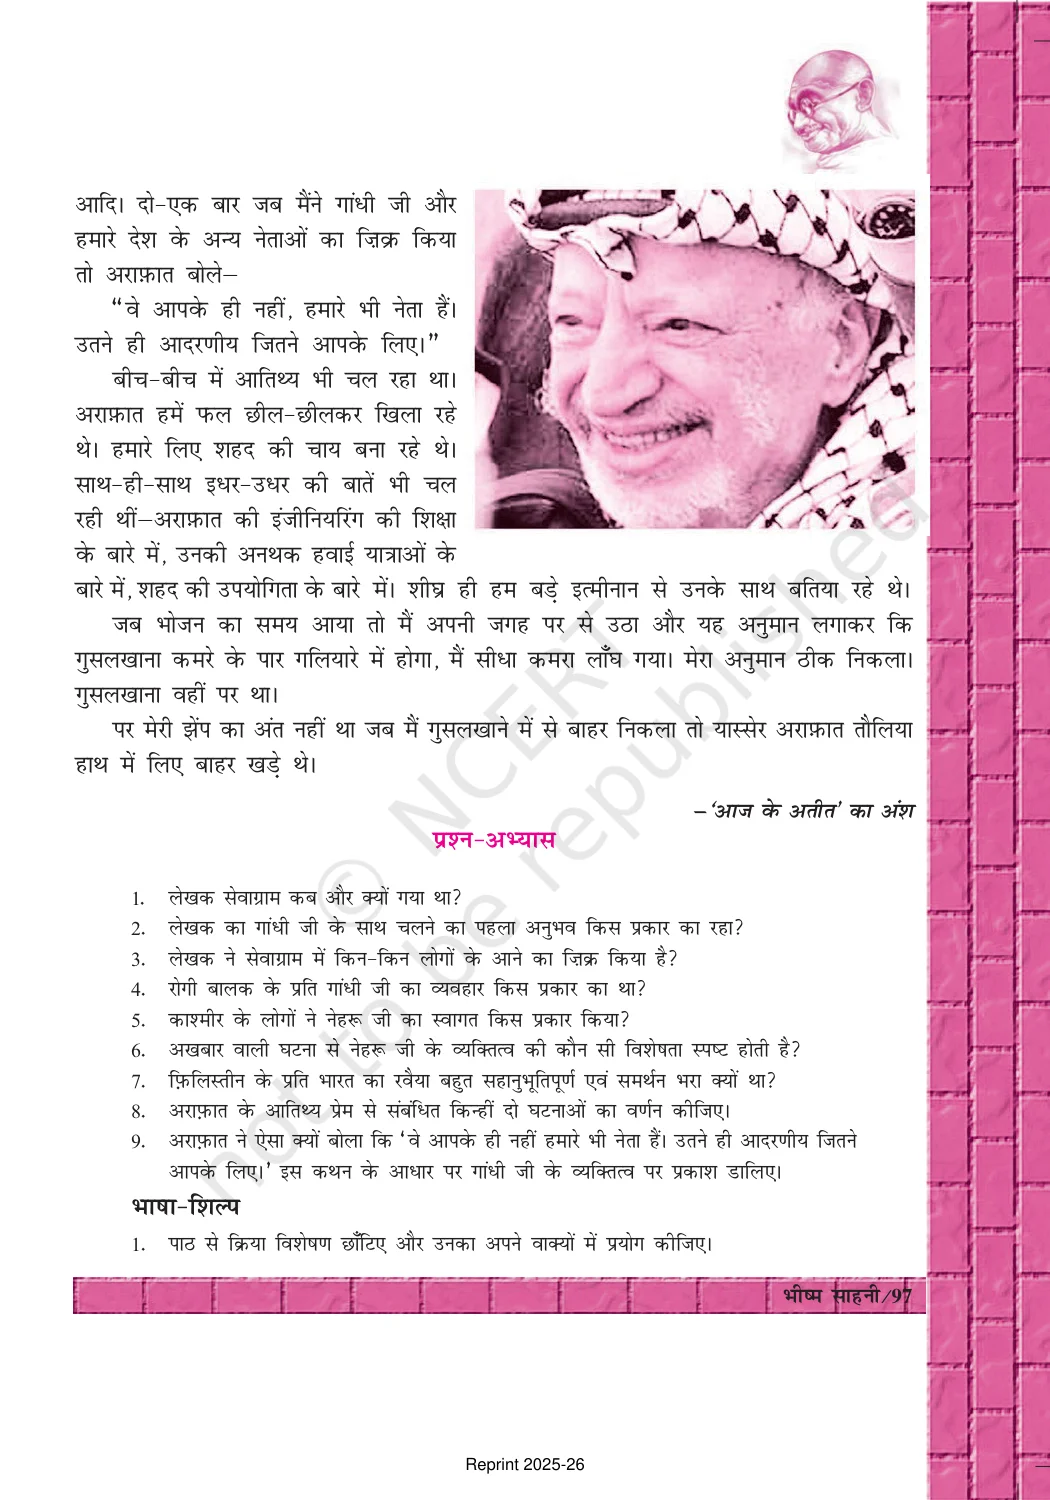 आदि। दो-एक बार जब मैंने गांधी जी और
हमारे देश के अन्य नेताओं का ज़िक्र किया
तो अराफ़ात बोले–
“वे आपके ही नहीं, हमारे भी नेता हैं।
उतने ही आदरणीय जितने आपके लिए।”
बीच-बीच में आतिथ्य भी चल रहा था।
अराफ़ात हमें फल छील-छीलकर खिला रहे
थे। हमारे लिए शहद की चाय बना रहे थे।
साथ-ही-साथ इधर-उधर की बातें भी चल
रही थीं–अराफ़ात की इंजीनियरिंग की शिक्षा
के बारे में, उनकी अनथक हवाई यात्राओं के
बारे में, शहद की उपयोगिता के बारे में। शीघ्र ही हम बड़े इत्मीनान से उनके साथ बतिया रहे थे।
जब भोजन का समय आया तो मैं अपनी जगह पर से उठा और यह अनुमान लगाकर कि
गुसलखाना कमरे के पार गलियारे में होगा, मैं सीधा कमरा लाँघ गया। मेरा अनुमान ठीक निकला।
गुसलखाना वहीं पर था।
पर मेरी झेंप का अंत नहीं था जब मैं गुसलखाने में से बाहर निकला तो यास्सेर अराफ़ात तौलिया
हाथ में लिए बाहर खड़े थे।
–‘आज के अतीत’ का अंश
प्रश्न-अभ्यास
1. लेखक सेवाग्राम कब और क्यों गया था?
2. लेखक का गांधी जी के साथ चलने का पहला अनुभव किस प्रकार का रहा?
3. लेखक ने सेवाग्राम में किन-किन लोगों के आने का ज़िक्र किया है?
4. रोगी बालक के प्रति गांधी जी का व्यवहार किस प्रकार का था?
5. काश्मीर के लोगों ने नेहरू जी का स्वागत किस प्रकार किया?
6. अखबार वाली घटना से नेहरू जी के व्यक्तित्व की कौन सी विशेषता स्पष्ट होती है?
7. फ़िलिस्तीन के प्रति भारत का रवैया बहुत सहानुभूतिपूर्ण एवं समर्थन भरा क्यों था?
8. अराफ़ात के आतिथ्य प्रेम से संबंधित किन्हीं दो घटनाओं का वर्णन कीजिए।
9. अराफ़ात ने ऐसा क्यों बोला कि ‘वे आपके ही नहीं हमारे भी नेता हैं। उतने ही आदरणीय जितने
आपके लिए।’ इस कथन के आधार पर गांधी जी के व्यक्तित्व पर प्रकाश डालिए।
भाषा-शिल्प
1. पाठ से क्रिया विशेषण छाँटिए और उनका अपने वाक्यों में प्रयोग कीजिए।
भीष्म साहनी/97
© NCERT
not to be republished
Reprint 2025-26